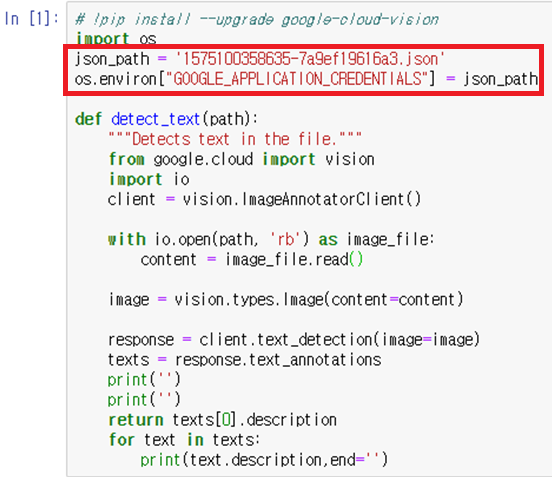 In [1]: # !pip install --upgrade google-cloud-vision
import os
json_path = '1575100358635-7a9ef19616a3.json'
os.environ["GOOGLE_APPLICATION_CREDENTIALS"] = json_path
def detect_text(path):
"""Detects text in the file."""
from google.cloud import vision
import io
client = vision.ImageAnnotatorClient()
with io.open(path, 'rb') as image_file:
content = image_file.read()
image = vision.types.Image(content=content)
response = client.text_detection(image=image)
texts = response.text_annotations
print('')
print('')
return texts[0].description
for text in texts:
print(text.description,end='')